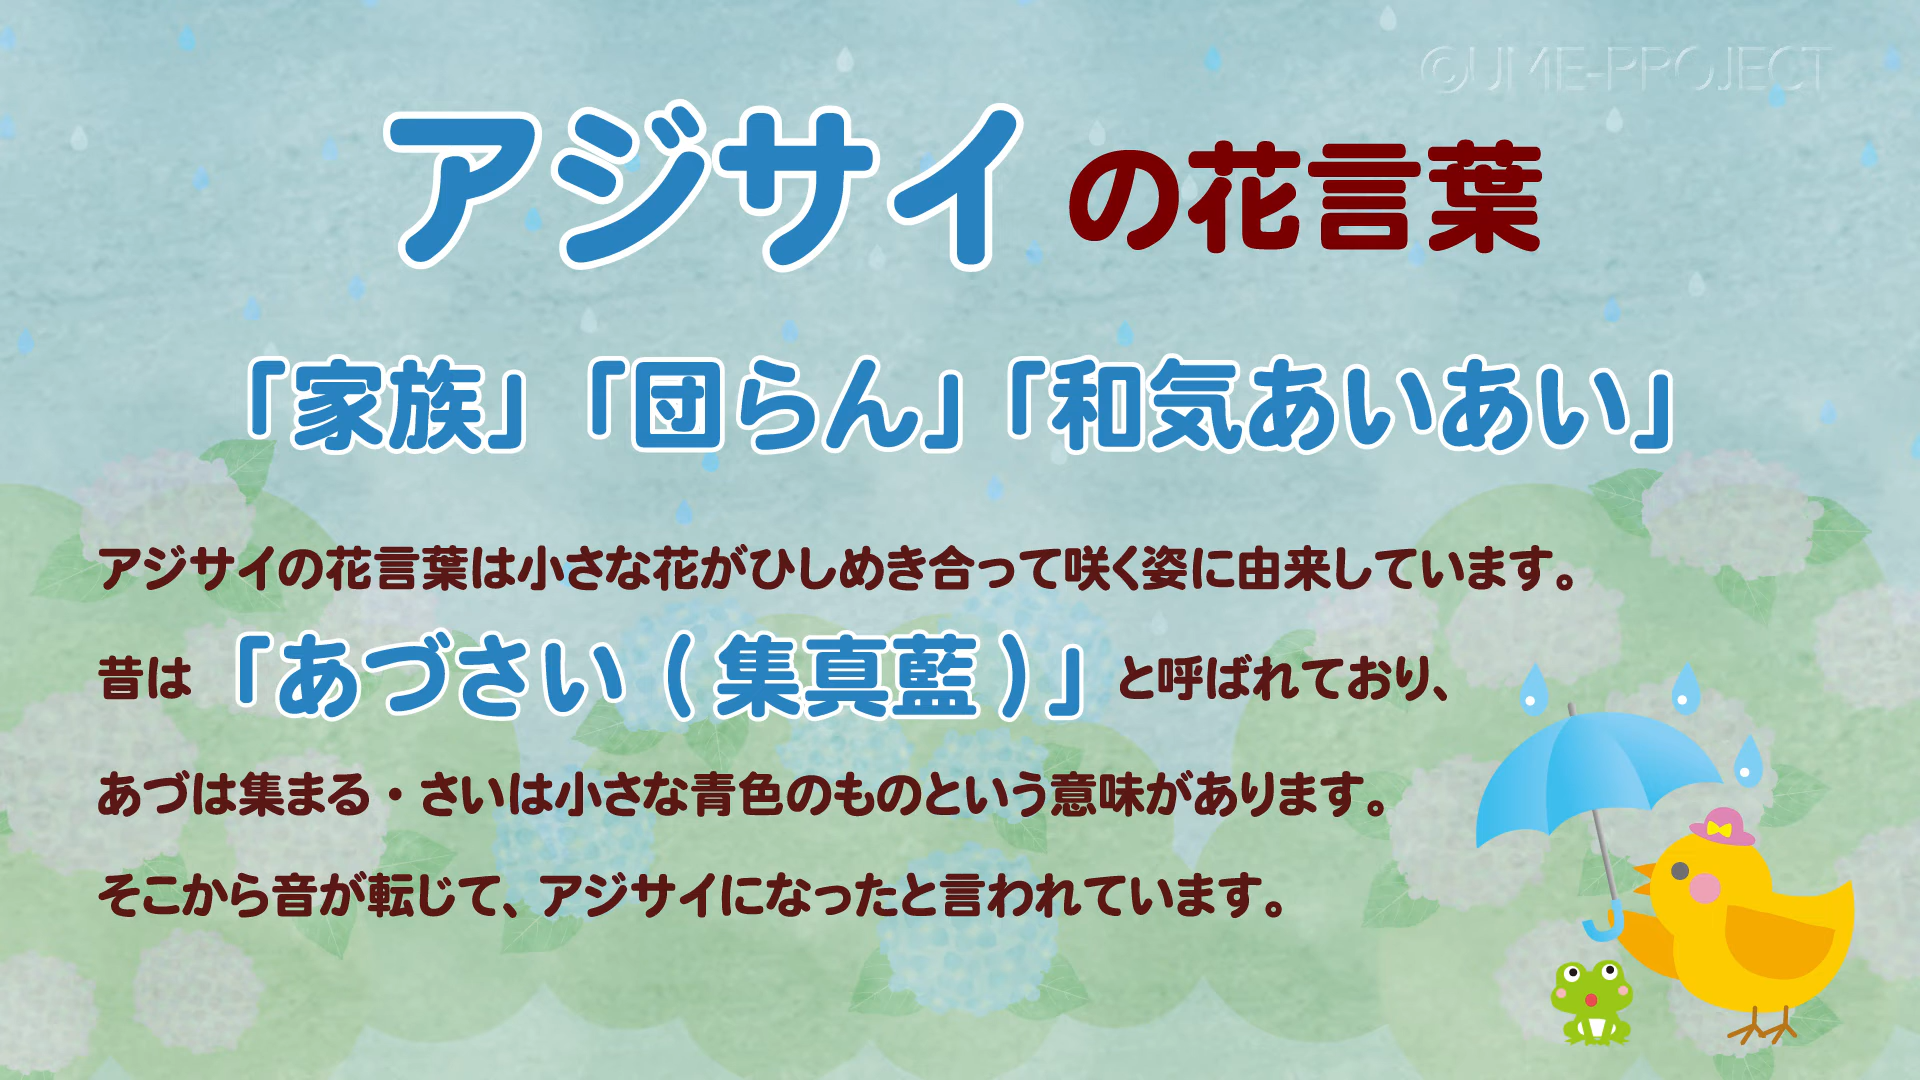 ©UME-PROJECT
アジサイの花言葉
「家族」「団らん」「和気あいあい」
アジサイの花言葉は小さな花がひしめき合って咲く姿に由来しています。
昔は「あづさい(集真藍)」と呼ばれており、
あづは集まる・さいは小さな青色のものという意味があります。
そこから音が転じて、アジサイになったと言われています。